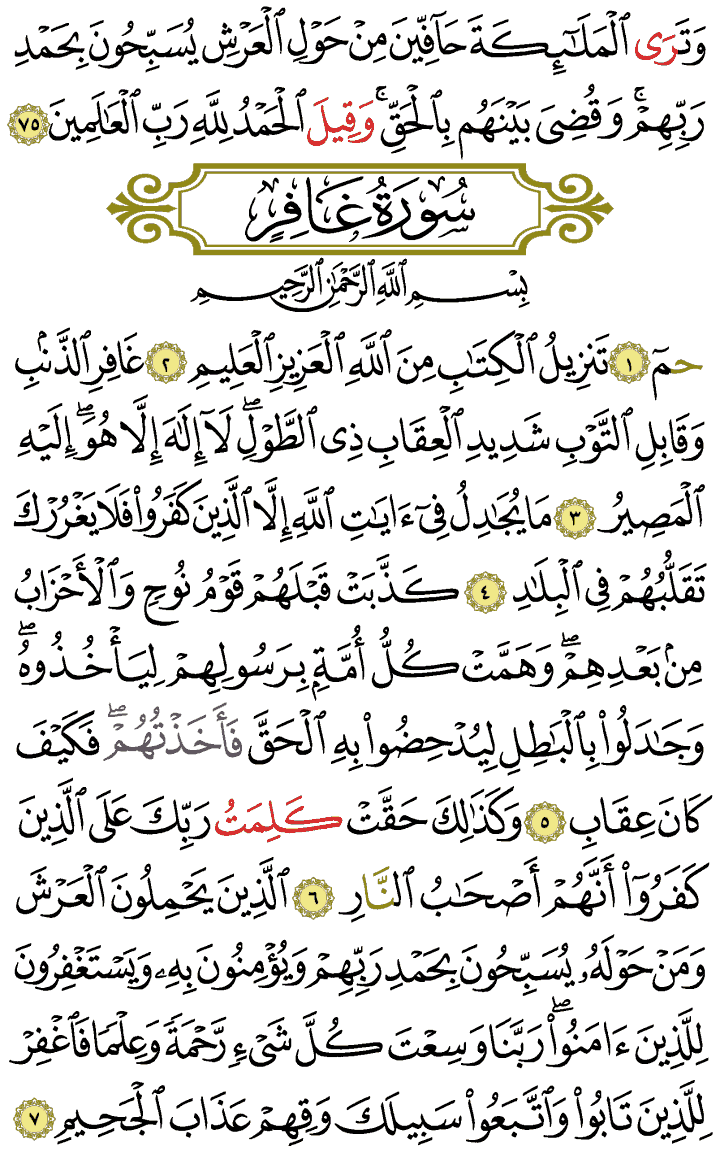 وَتَرَى ٱلْمَلَـٰٓئِكَةَ حَآفِّينَ مِنْ حَوْلِ ٱلْعَرْشِ يُسَبِّحُونَ بِحَمْدِ
رَبِّهِمْ ۚ وَقُضِىَ بَيْنَهُم بِٱلْحَقِّ ۚ وَقِيلَ ٱلْحَمْدُ لِلَّهِ رَبِّ ٱلْعَـٰلَمِينَ ٧٥
سُورَةُ غَافِرٍ
بِسْمِ ٱللَّهِ ٱلرَّحْمَـٰنِ ٱلرَّحِيمِ
حمٓ ١ تَنزِيلُ ٱلْكِتَـٰبِ مِنَ ٱللَّهِ ٱلْعَزِيزِ ٱلْعَلِيمِ ٢ غَافِرِ ٱلذَّنۢبِ
وَقَابِلِ ٱلتَّوْبِ شَدِيدِ ٱلْعِقَابِ ذِى ٱلطَّوْلِ ۖ لَآ إِلَـٰهَ إِلَّا هُوَ ۖ إِلَيْهِ
ٱلْمَصِيرُ ٣ مَا يُجَـٰدِلُ فِىٓ ءَايَـٰتِ ٱللَّهِ إِلَّا ٱلَّذِينَ كَفَرُوا۟ فَلَا يَغْرُرْكَ
تَقَلُّبُهُمْ فِى ٱلْبِلَـٰدِ ٤ كَذَّبَتْ قَبْلَهُمْ قَوْمُ نُوحٍ وَٱلْأَحْزَابُ
مِنۢ بَعْدِهِمْ ۖ وَهَمَّتْ كُلُّ أُمَّةٍۭ بِرَسُولِهِمْ لِيَأْخُذُوهُ ۖ
وَجَـٰدَلُوا۟ بِٱلْبَـٰطِلِ لِيُدْحِضُوا۟ بِهِ ٱلْحَقَّ فَأَخَذْتُهُمْ ۖ فَكَيْفَ
كَانَ عِقَابِ ٥ وَكَذَٰلِكَ حَقَّتْ كَلِمَتُ رَبِّكَ عَلَى ٱلَّذِينَ
كَفَرُوٓا۟ أَنَّهُمْ أَصْحَـٰبُ ٱلنَّارِ ٦ ٱلَّذِينَ يَحْمِلُونَ ٱلْعَرْشَ
وَمَنْ حَوْلَهُۥ يُسَبِّحُونَ بِحَمْدِ رَبِّهِمْ وَيُؤْمِنُونَ بِهِۦ وَيَسْتَغْفِرُونَ
لِلَّذِينَ ءَامَنُوا۟ ۖ رَبَّنَا وَسِعْتَ كُلَّ شَىْءٍ رَّحْمَةً وَعِلْمًا فَٱغْفِرْ
لِلَّذِينَ تَابُوا۟ وَٱتَّبَعُوا۟ سَبِيلَكَ وَقِهِمْ عَذَابَ ٱلْجَحِيمِ ٧